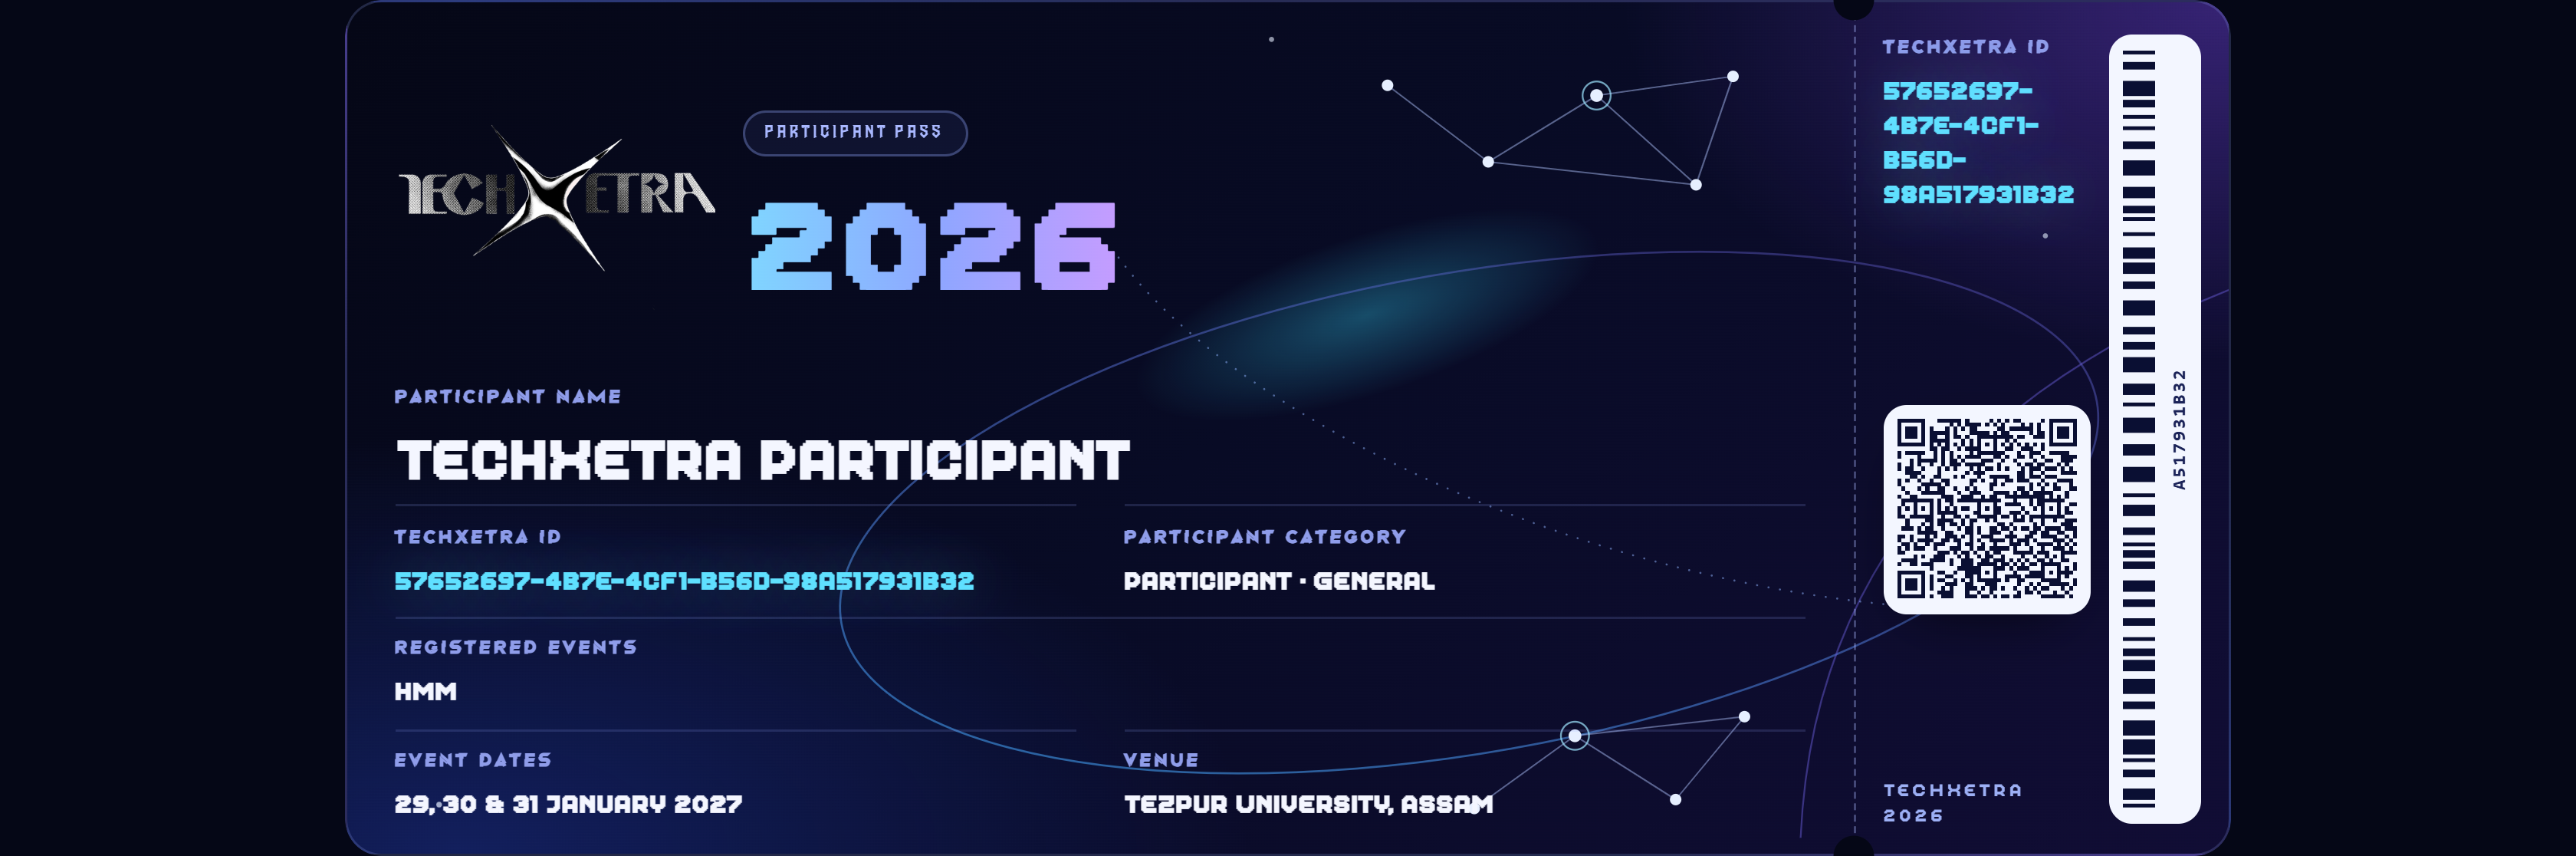 TECHXETRA
PARTICIPANT PASS
2026
PARTICIPANT NAME
TECHXETRA PARTICIPANT
TECHXETRA ID
57652697-4B7E-4CF1-B56D-98A517931B32
PARTICIPANT CATEGORY
PARTICIPANT · GENERAL
REGISTERED EVENTS
HMM
EVENT DATES
29, 30 & 31 JANUARY 2027
VENUE
TEZPUR UNIVERSITY, ASSAM
TECHXETRA ID
57652697-
4B7E-4CF1-
B56D-
98A517931B32
TECHXETRA
2026
A517931B32